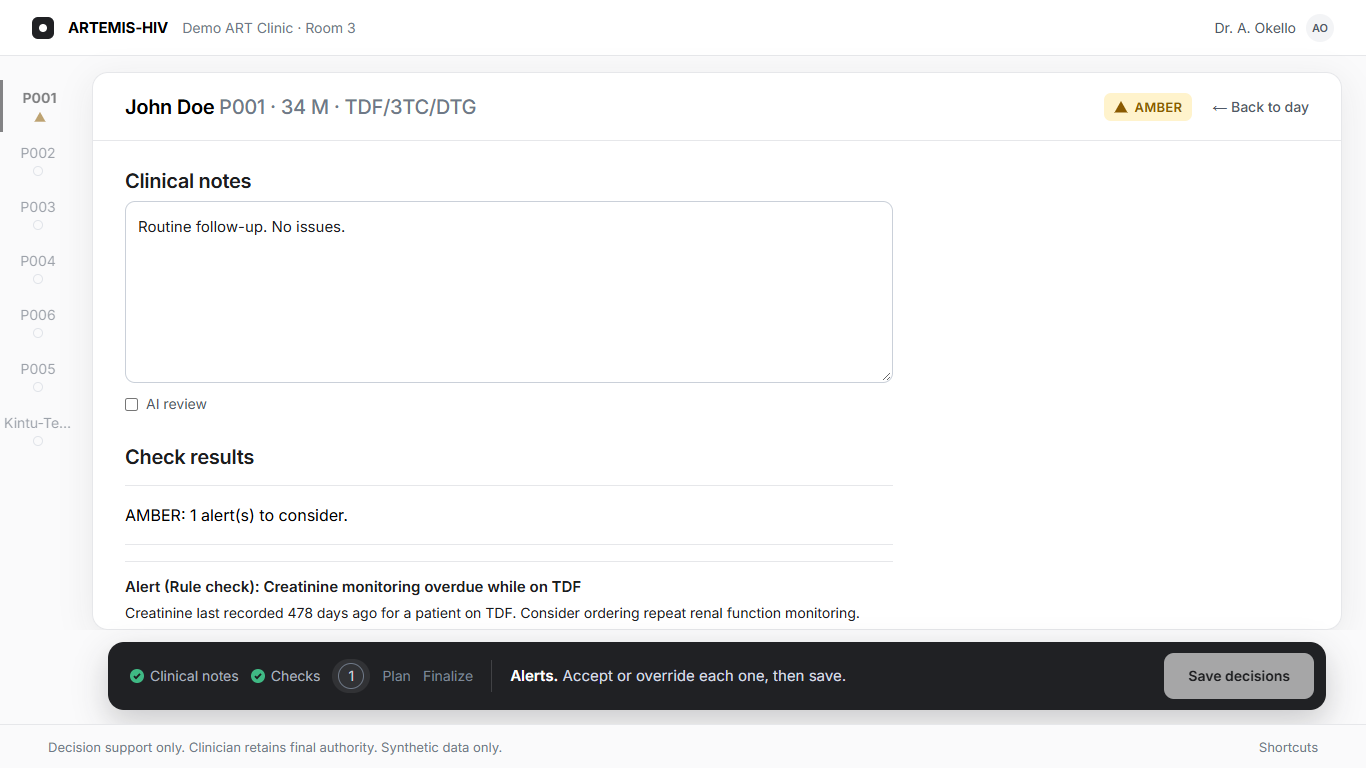 ARTEMIS-HIV Demo ART Clinic · Room 3
Dr. A. Okello AO
P001
P002
P003
P004
P006
P005
Kintu-Te...
John Doe P001 · 34 M · TDF/3TC/DTG
AMBER
← Back to day
Clinical notes
Routine follow-up. No issues.
AI review
Check results
AMBER: 1 alert(s) to consider.
Alert (Rule check): Creatinine monitoring overdue while on TDF
Creatinine last recorded 478 days ago for a patient on TDF. Consider ordering repeat renal function monitoring.
Clinical notes Checks 1 Plan Finalize
Alerts. Accept or override each one, then save.
Save decisions
Decision support only. Clinician retains final authority. Synthetic data only.
Shortcuts